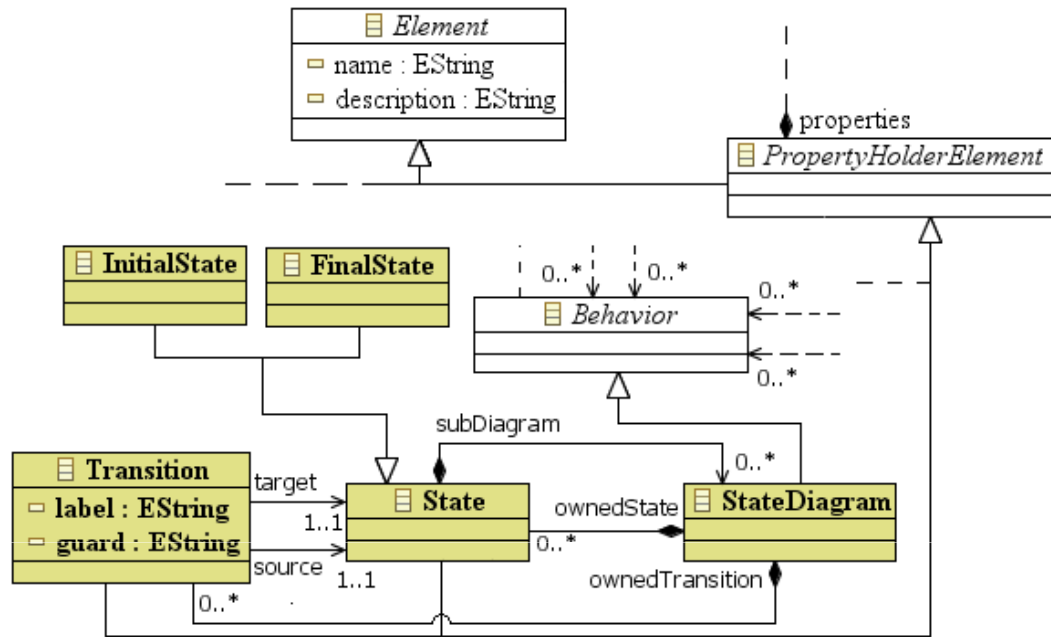 Element
name : EString
description : EString
properties
PropertyHolderElement
InitialState
FinalState
0..*
0..*
Behavior
0..*
0..*
subDiagram
0..*
Transition
label : EString
guard : EString
target
1..1
source
1..1
State
ownedState
0..*
StateDiagram
ownedTransition
0..*